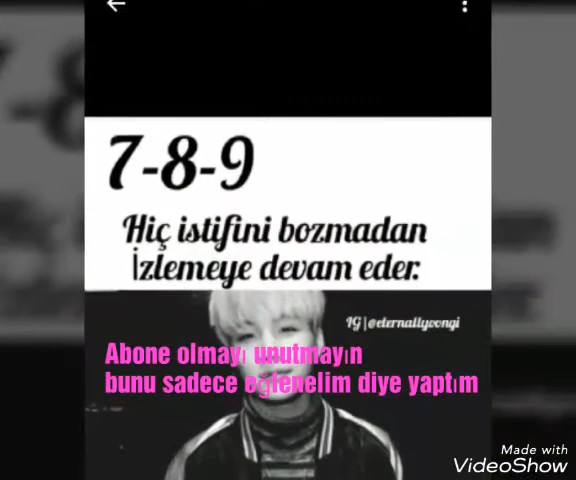 7-8-9
Hiç istifini bozmadan
İzlemeye devam eder.
IG|@eternallyoongi
Abone olmayı unutmayın
bunu sadece eğlenelim diye yaptım
Made with
VideoShow